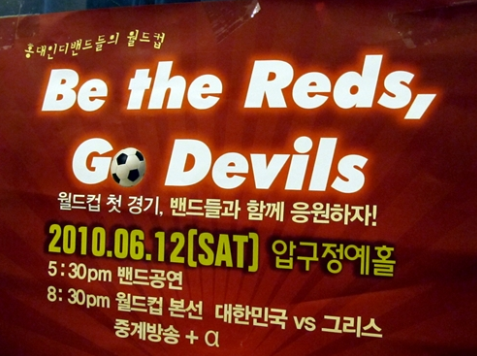 홍대인디밴드들의 월드컵
Be the Reds,
Go Devils
월드컵 첫 경기, 밴드들과 함께 응원하자!
2010.06.12(SAT) 압구정예홀
5:30pm 밴드공연
8:30pm 월드컵 본선 대한민국 vs 그리스
중계방송 + α